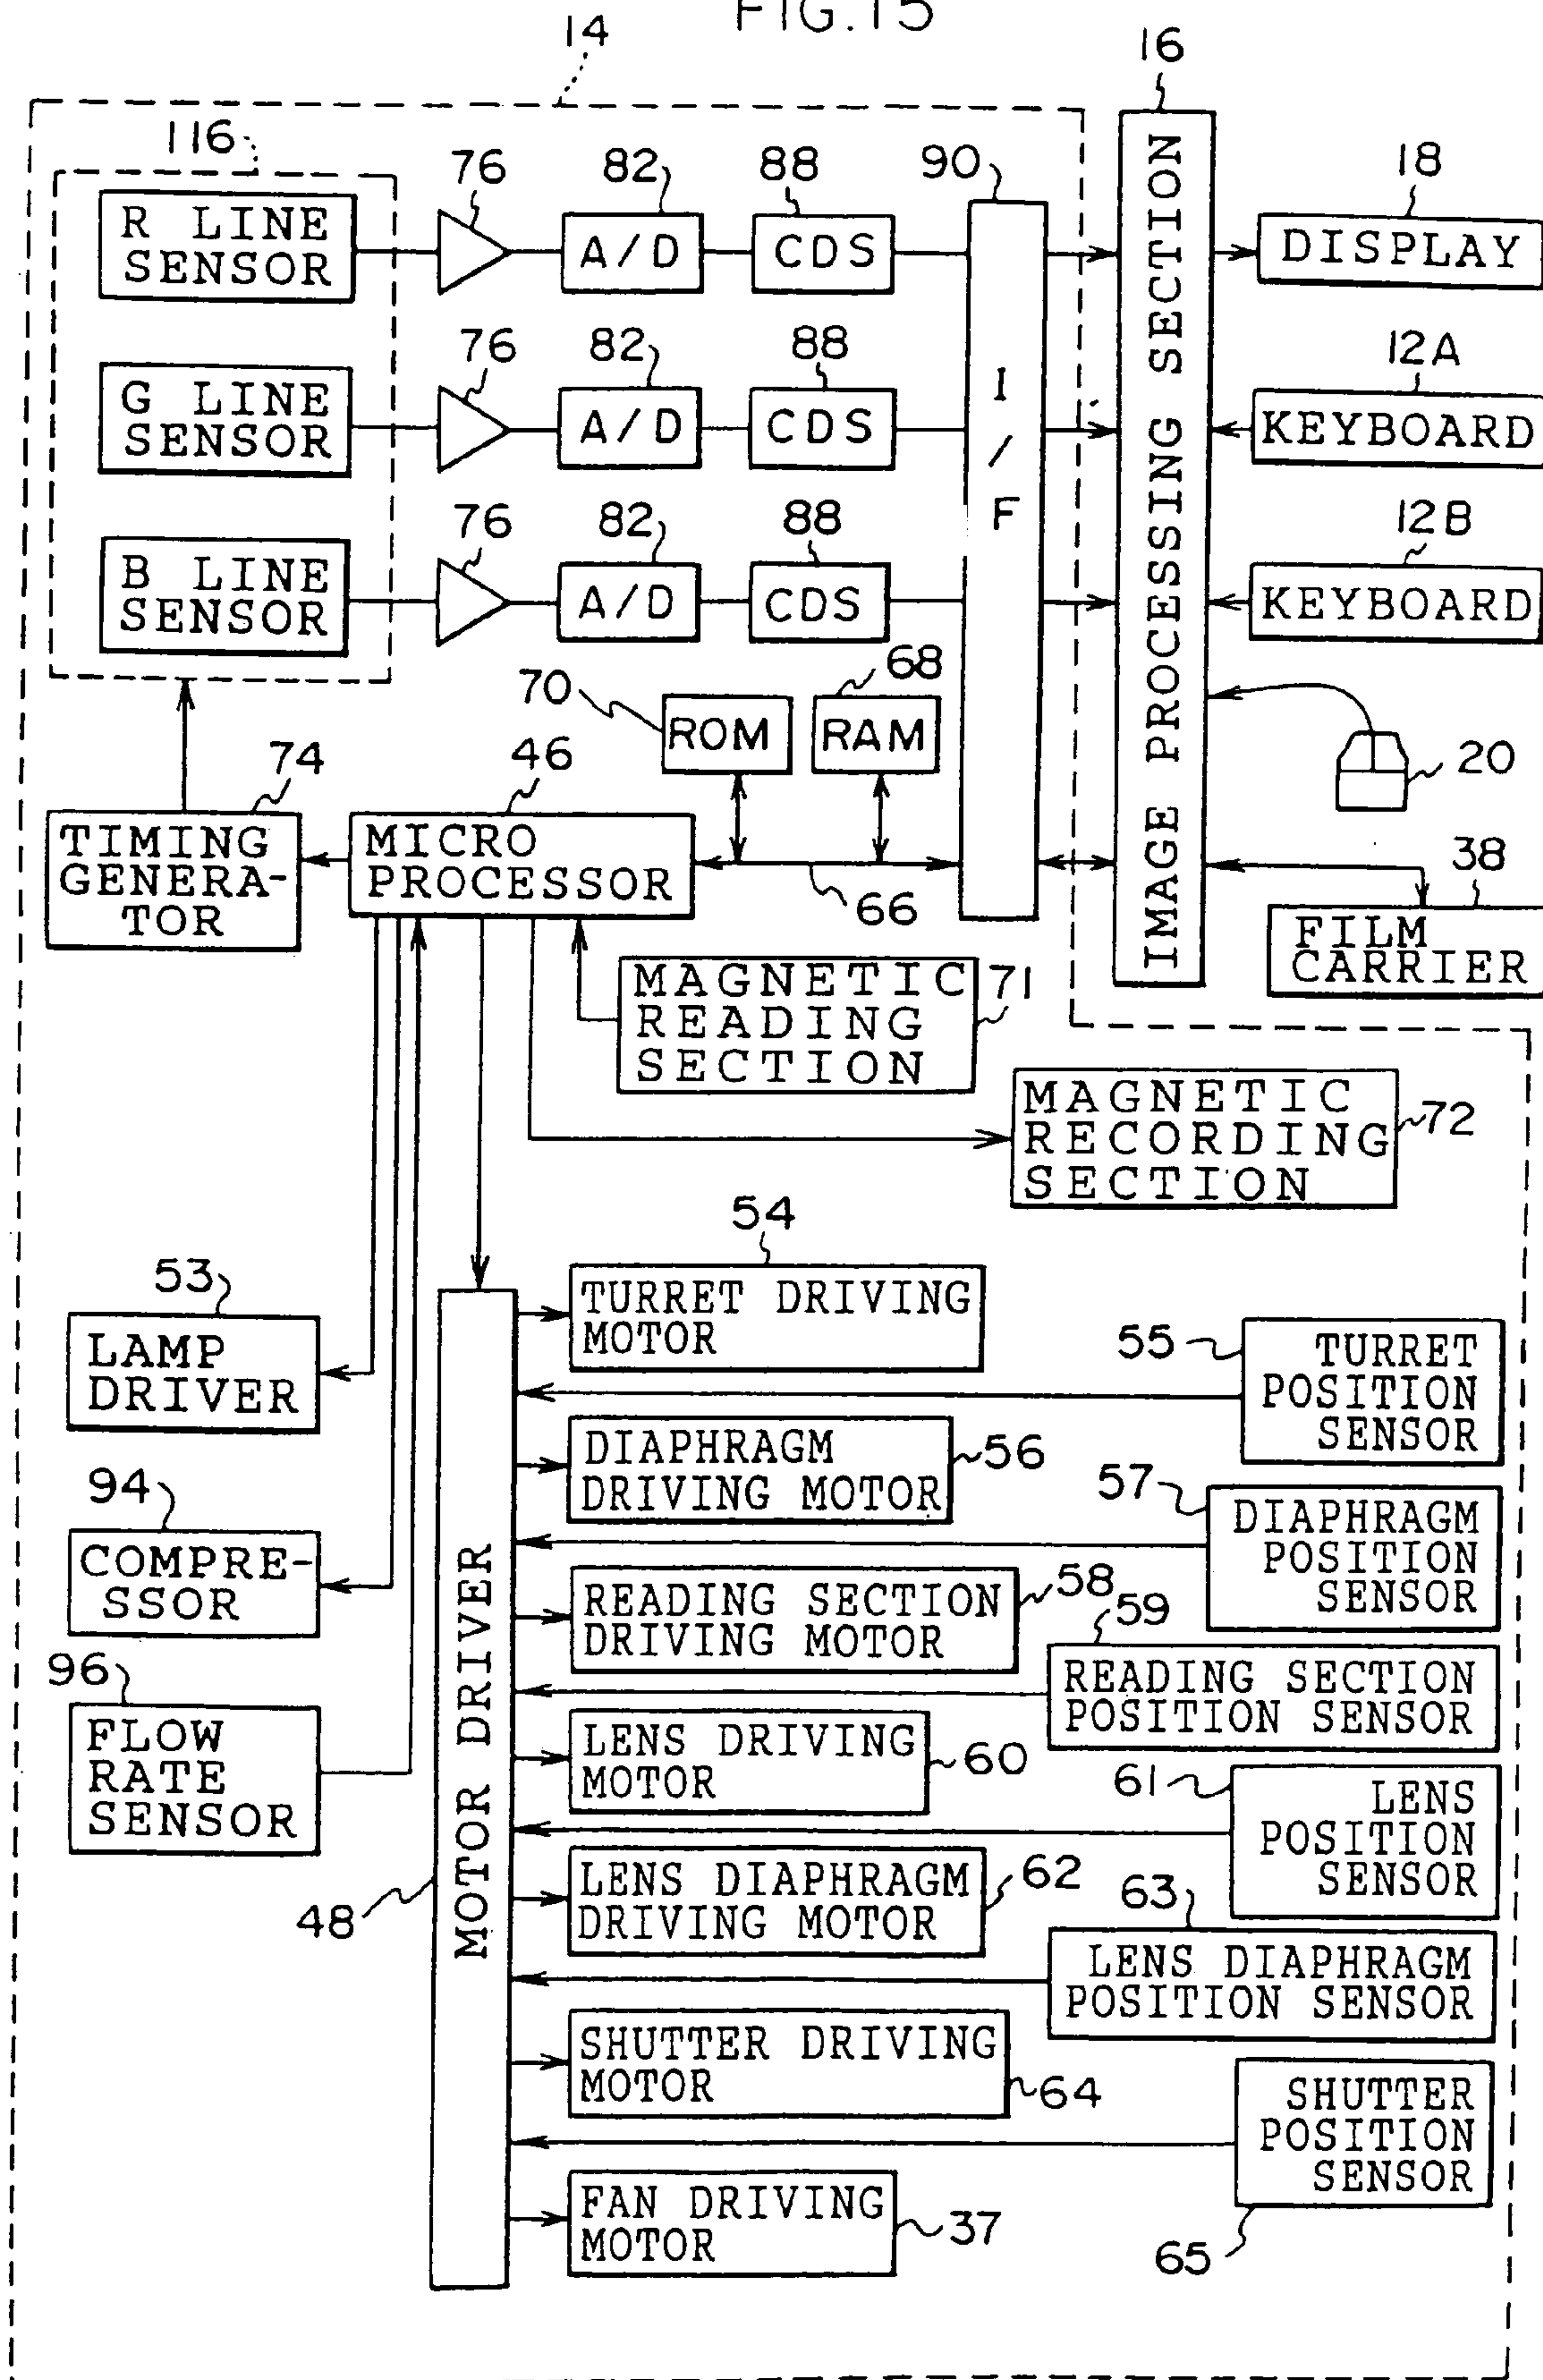 FIG.15
14
16
116
76
82
88
90
18
R LINE
SENSOR
A/D
CDS
DISPLAY
76
82
88
12A
G LINE
SENSOR
A/D
CDS
I
/
F
KEYBOARD
76
82
88
12B
B LINE
SENSOR
A/D
CDS
KEYBOARD
IMAGE PROCESSING SECTION
70
68
ROM
RAM
20
74
46
TIMING
GENERA-
TOR
MICRO
PROCESSOR
66
38
FILM
CARRIER
MAGNETIC
READING
SECTION
71
MAGNETIC
RECORDING
SECTION
72
53
LAMP
DRIVER
94
COMPRE-
SSOR
96
FLOW
RATE
SENSOR
48
MOTOR DRIVER
54
TURRET DRIVING
MOTOR
55
TURRET
POSITION
SENSOR
DIAPHRAGM
DRIVING MOTOR
56
57
DIAPHRAGM
POSITION
SENSOR
READING SECTION
DRIVING MOTOR
58
59
READING SECTION
POSITION SENSOR
LENS DRIVING
MOTOR
60
61
LENS
POSITION
SENSOR
LENS DIAPHRAGM
DRIVING MOTOR
62
63
LENS DIAPHRAGM
POSITION SENSOR
SHUTTER DRIVING
MOTOR
64
SHUTTER
POSITION
SENSOR
65
FAN DRIVING
MOTOR
37